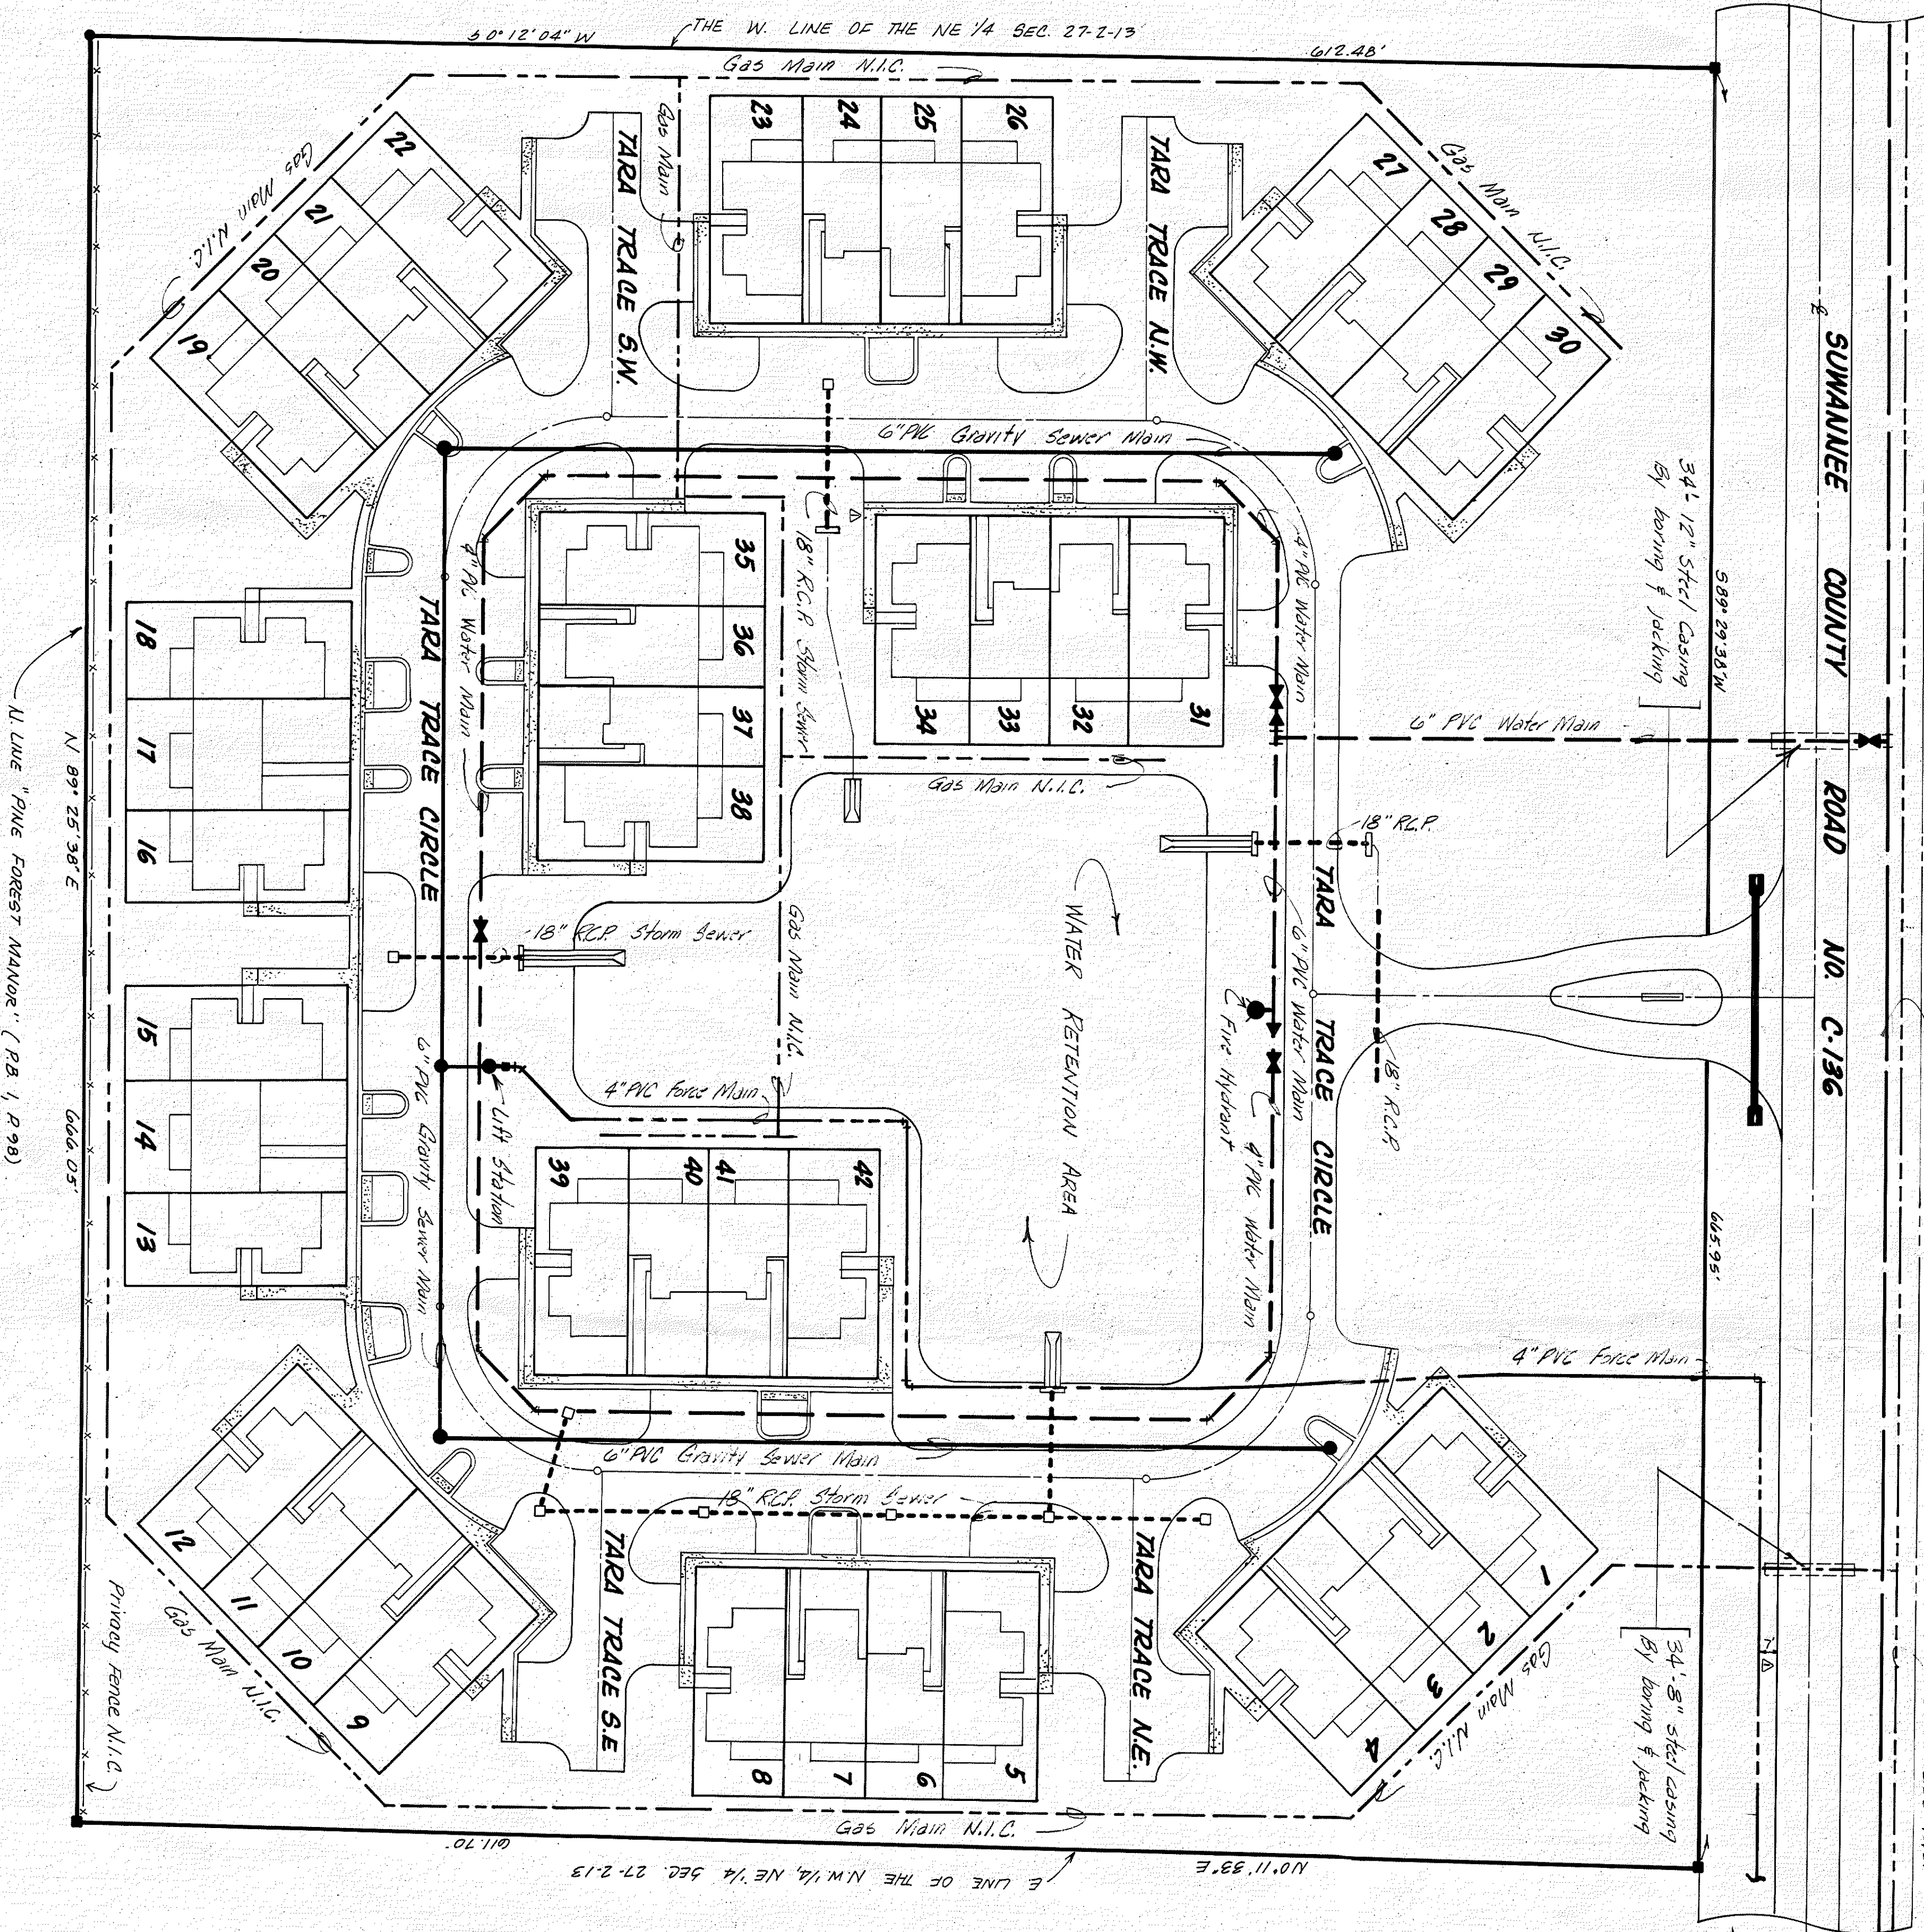 S 0° 12' 04" W
THE W. LINE OF THE NE 1/4 SEC. 27-2-13
612.48'
Gas Main N.I.C.
Gas Main
Gas Main N.I.C.
Gas Main N.I.C.
22
21
20
19
23
24
25
26
27
28
29
30
TARA TRACE S.W.
TARA TRACE N.W.
SUWANNEE COUNTY ROAD NO. C-136
34'- 12" Steel Casing
By boring & jacking
S 89° 29' 38" W
6" PVC Gravity Sewer Main
4" PVC Water Main
4" PVC Water Main
18" R.C.P. Storm Sewer
35
36
37
38
34
33
32
31
18
17
16
TARA TRACE CIRCLE
6" PVC Water Main
Gas Main N.I.C.
18" R.C.P.
18" R.C.P. Storm Sewer
Gas Main N.I.C.
WATER RETENTION AREA
6" PVC Water Main
Fire Hydrant
TARA TRACE CIRCLE
18" R.C.P.
N. LINE "PINE FOREST MANOR" (P.B. 1, P. 98)
N 89° 25' 38" E
666.05'
15
14
13
6" PVC Gravity Sewer Main
Lift Station
4" PVC Force Main
4" PVC Water Main
39
40
41
42
665.95'
4" PVC Force Main
6" PVC Gravity Sewer Main
18" R.C.P. Storm Sewer
12
11
10
9
TARA TRACE S.E
TARA TRACE N.E.
1
2
3
4
8
7
6
5
Gas Main N.I.C.
Gas Main N.I.C.
34'-8" Steel casing
By boring & jacking
Privacy Fence N.I.C.
Gas Main N.I.C.
611.70'
E LINE OF THE N.W. 1/4, NE 1/4 SEC. 27-2-13
N 0° 11' 33" E